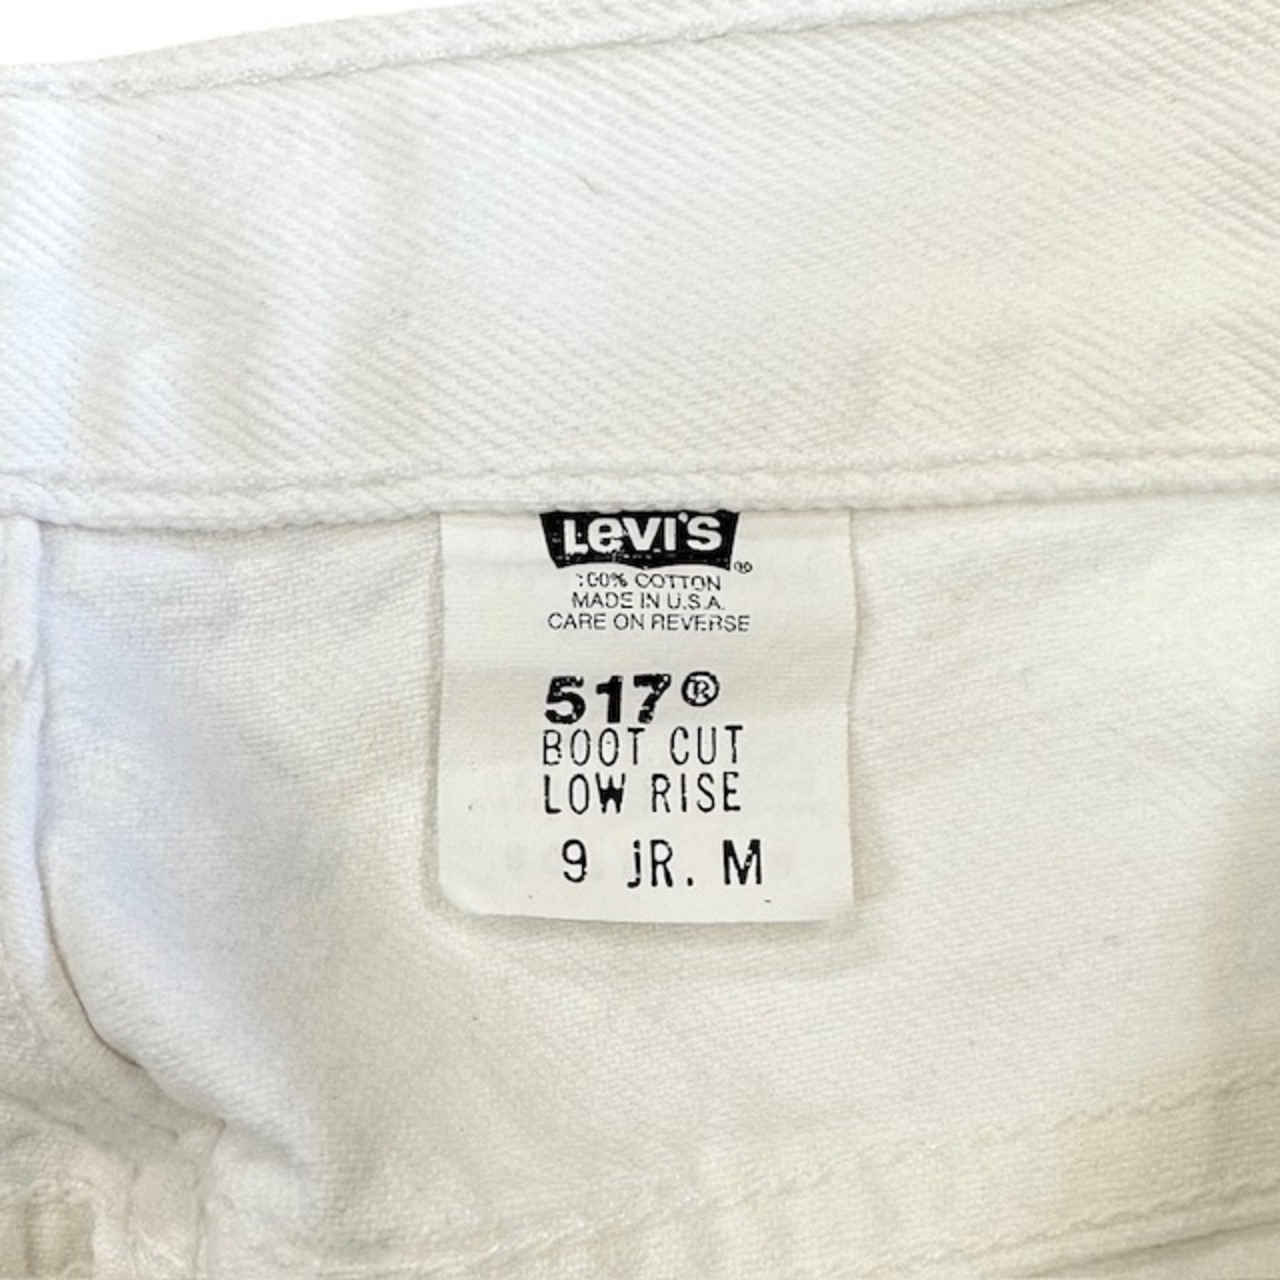 Levi's®
100% COTTON
MADE IN U.S.A.
CARE ON REVERSE
517®
BOOT CUT
LOW RISE
9 jR. M